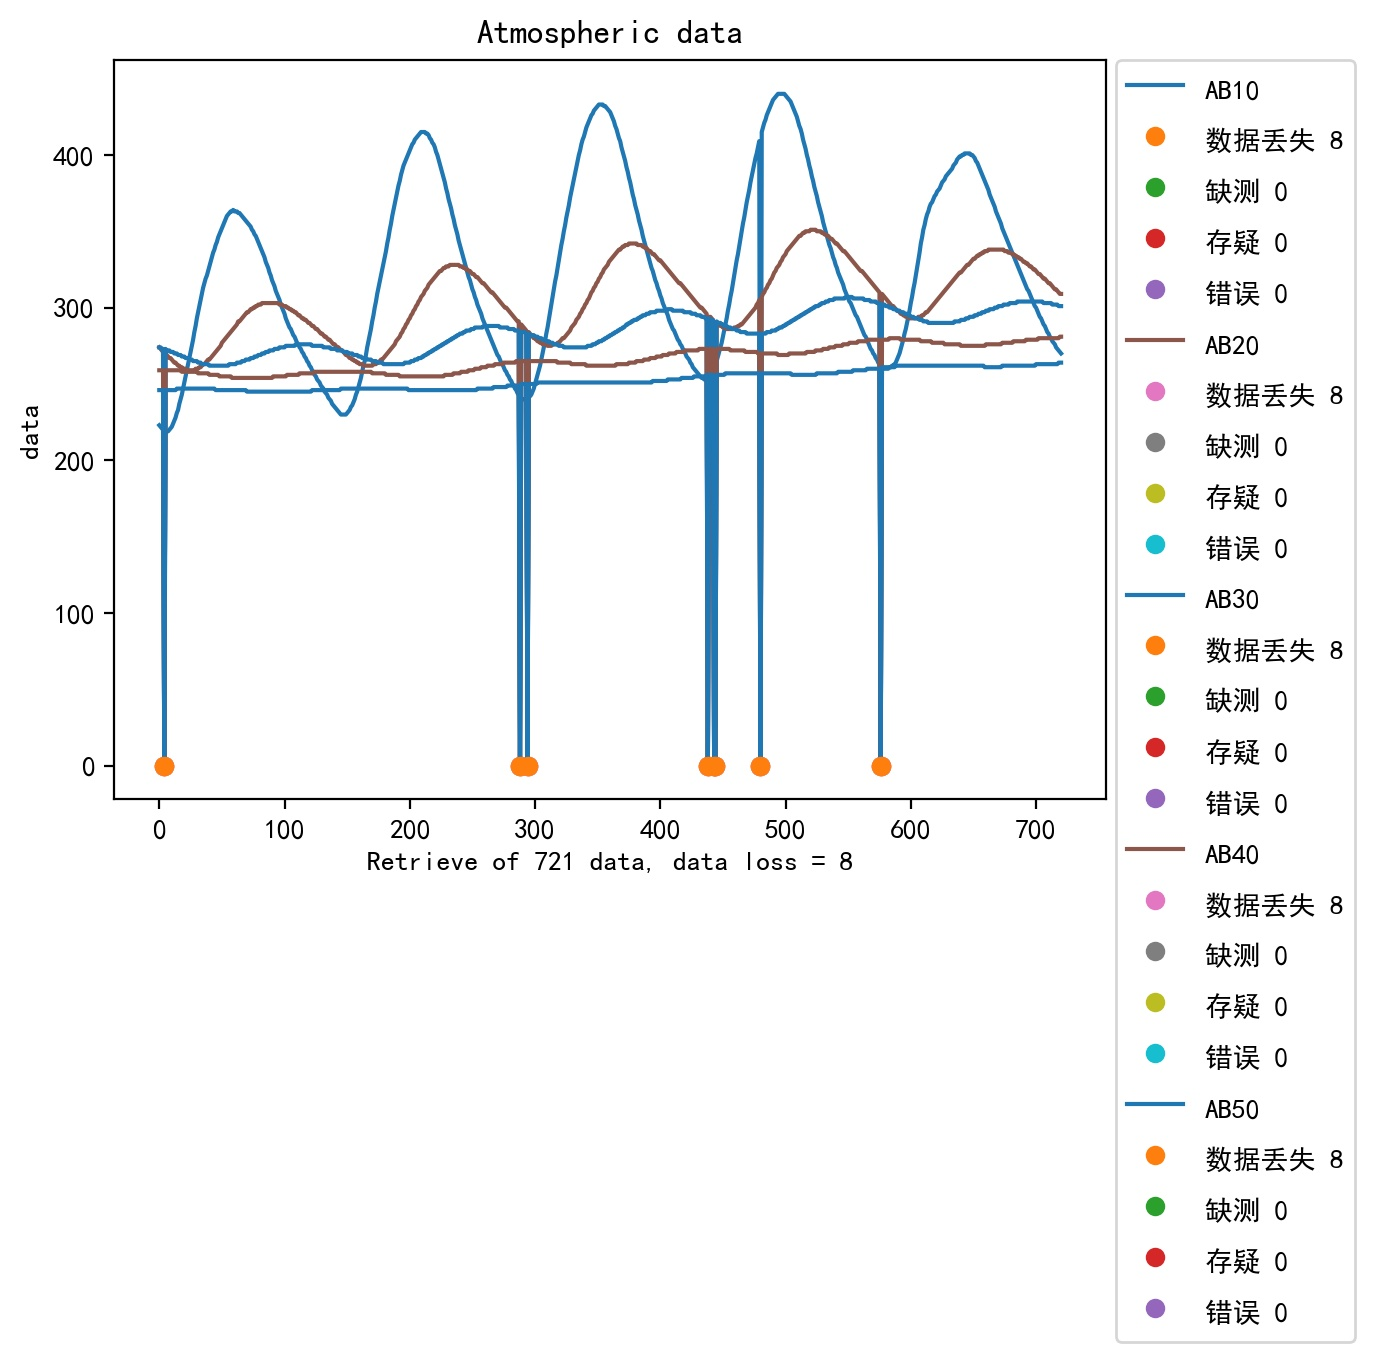 Atmospheric data
data
400
300
200
100
0
0 100 200 300 400 500 600 700
Retrieve of 721 data, data loss = 8
AB10
数据丢失 8
缺测 0
存疑 0
错误 0
AB20
数据丢失 8
缺测 0
存疑 0
错误 0
AB30
数据丢失 8
缺测 0
存疑 0
错误 0
AB40
数据丢失 8
缺测 0
存疑 0
错误 0
AB50
数据丢失 8
缺测 0
存疑 0
错误 0